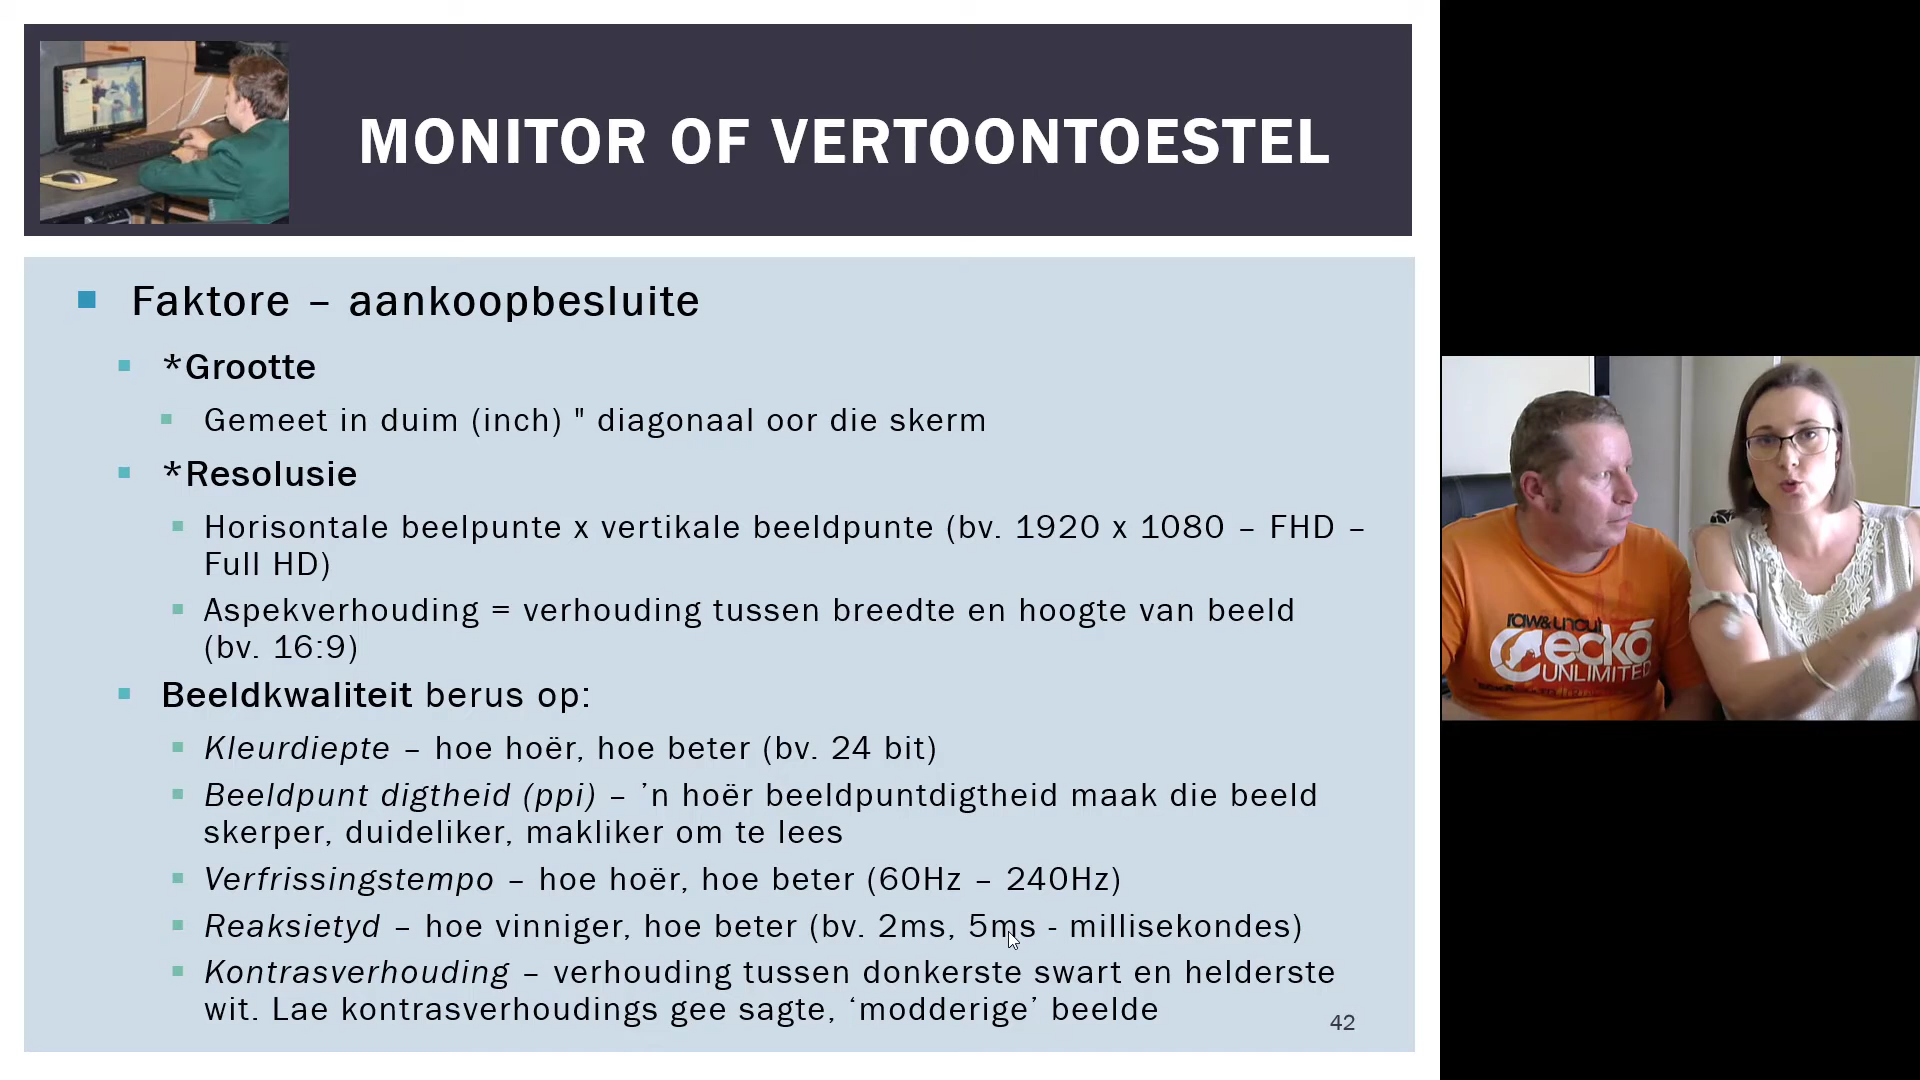 MONITOR OF VERTOONTOESTEL
Faktore – aankoopbesluite
*Grootte
Gemeet in duim (inch) " diagonaal oor die skerm
*Resolusie
Horisontale beelpunte x vertikale beeldpunte (bv. 1920 x 1080 – FHD –
Full HD)
Aspekverhouding = verhouding tussen breedte en hoogte van beeld
(bv. 16:9)
Beeldkwaliteit berus op:
Kleurdiepte – hoe hoër, hoe beter (bv. 24 bit)
Beeldpunt digtheid (ppi) – ’n hoër beeldpuntdigtheid maak die beeld
skerper, duideliker, makliker om te lees
Verfrissingstempo – hoe hoër, hoe beter (60Hz – 240Hz)
Reaksietyd – hoe vinniger, hoe beter (bv. 2ms, 5ms - millisekondes)
Kontrasverhouding – verhouding tussen donkerste swart en helderste
wit. Lae kontrasverhoudings gee sagte, ‘modderige’ beelde
42
raw&uncut
eckō
UNLIMITED